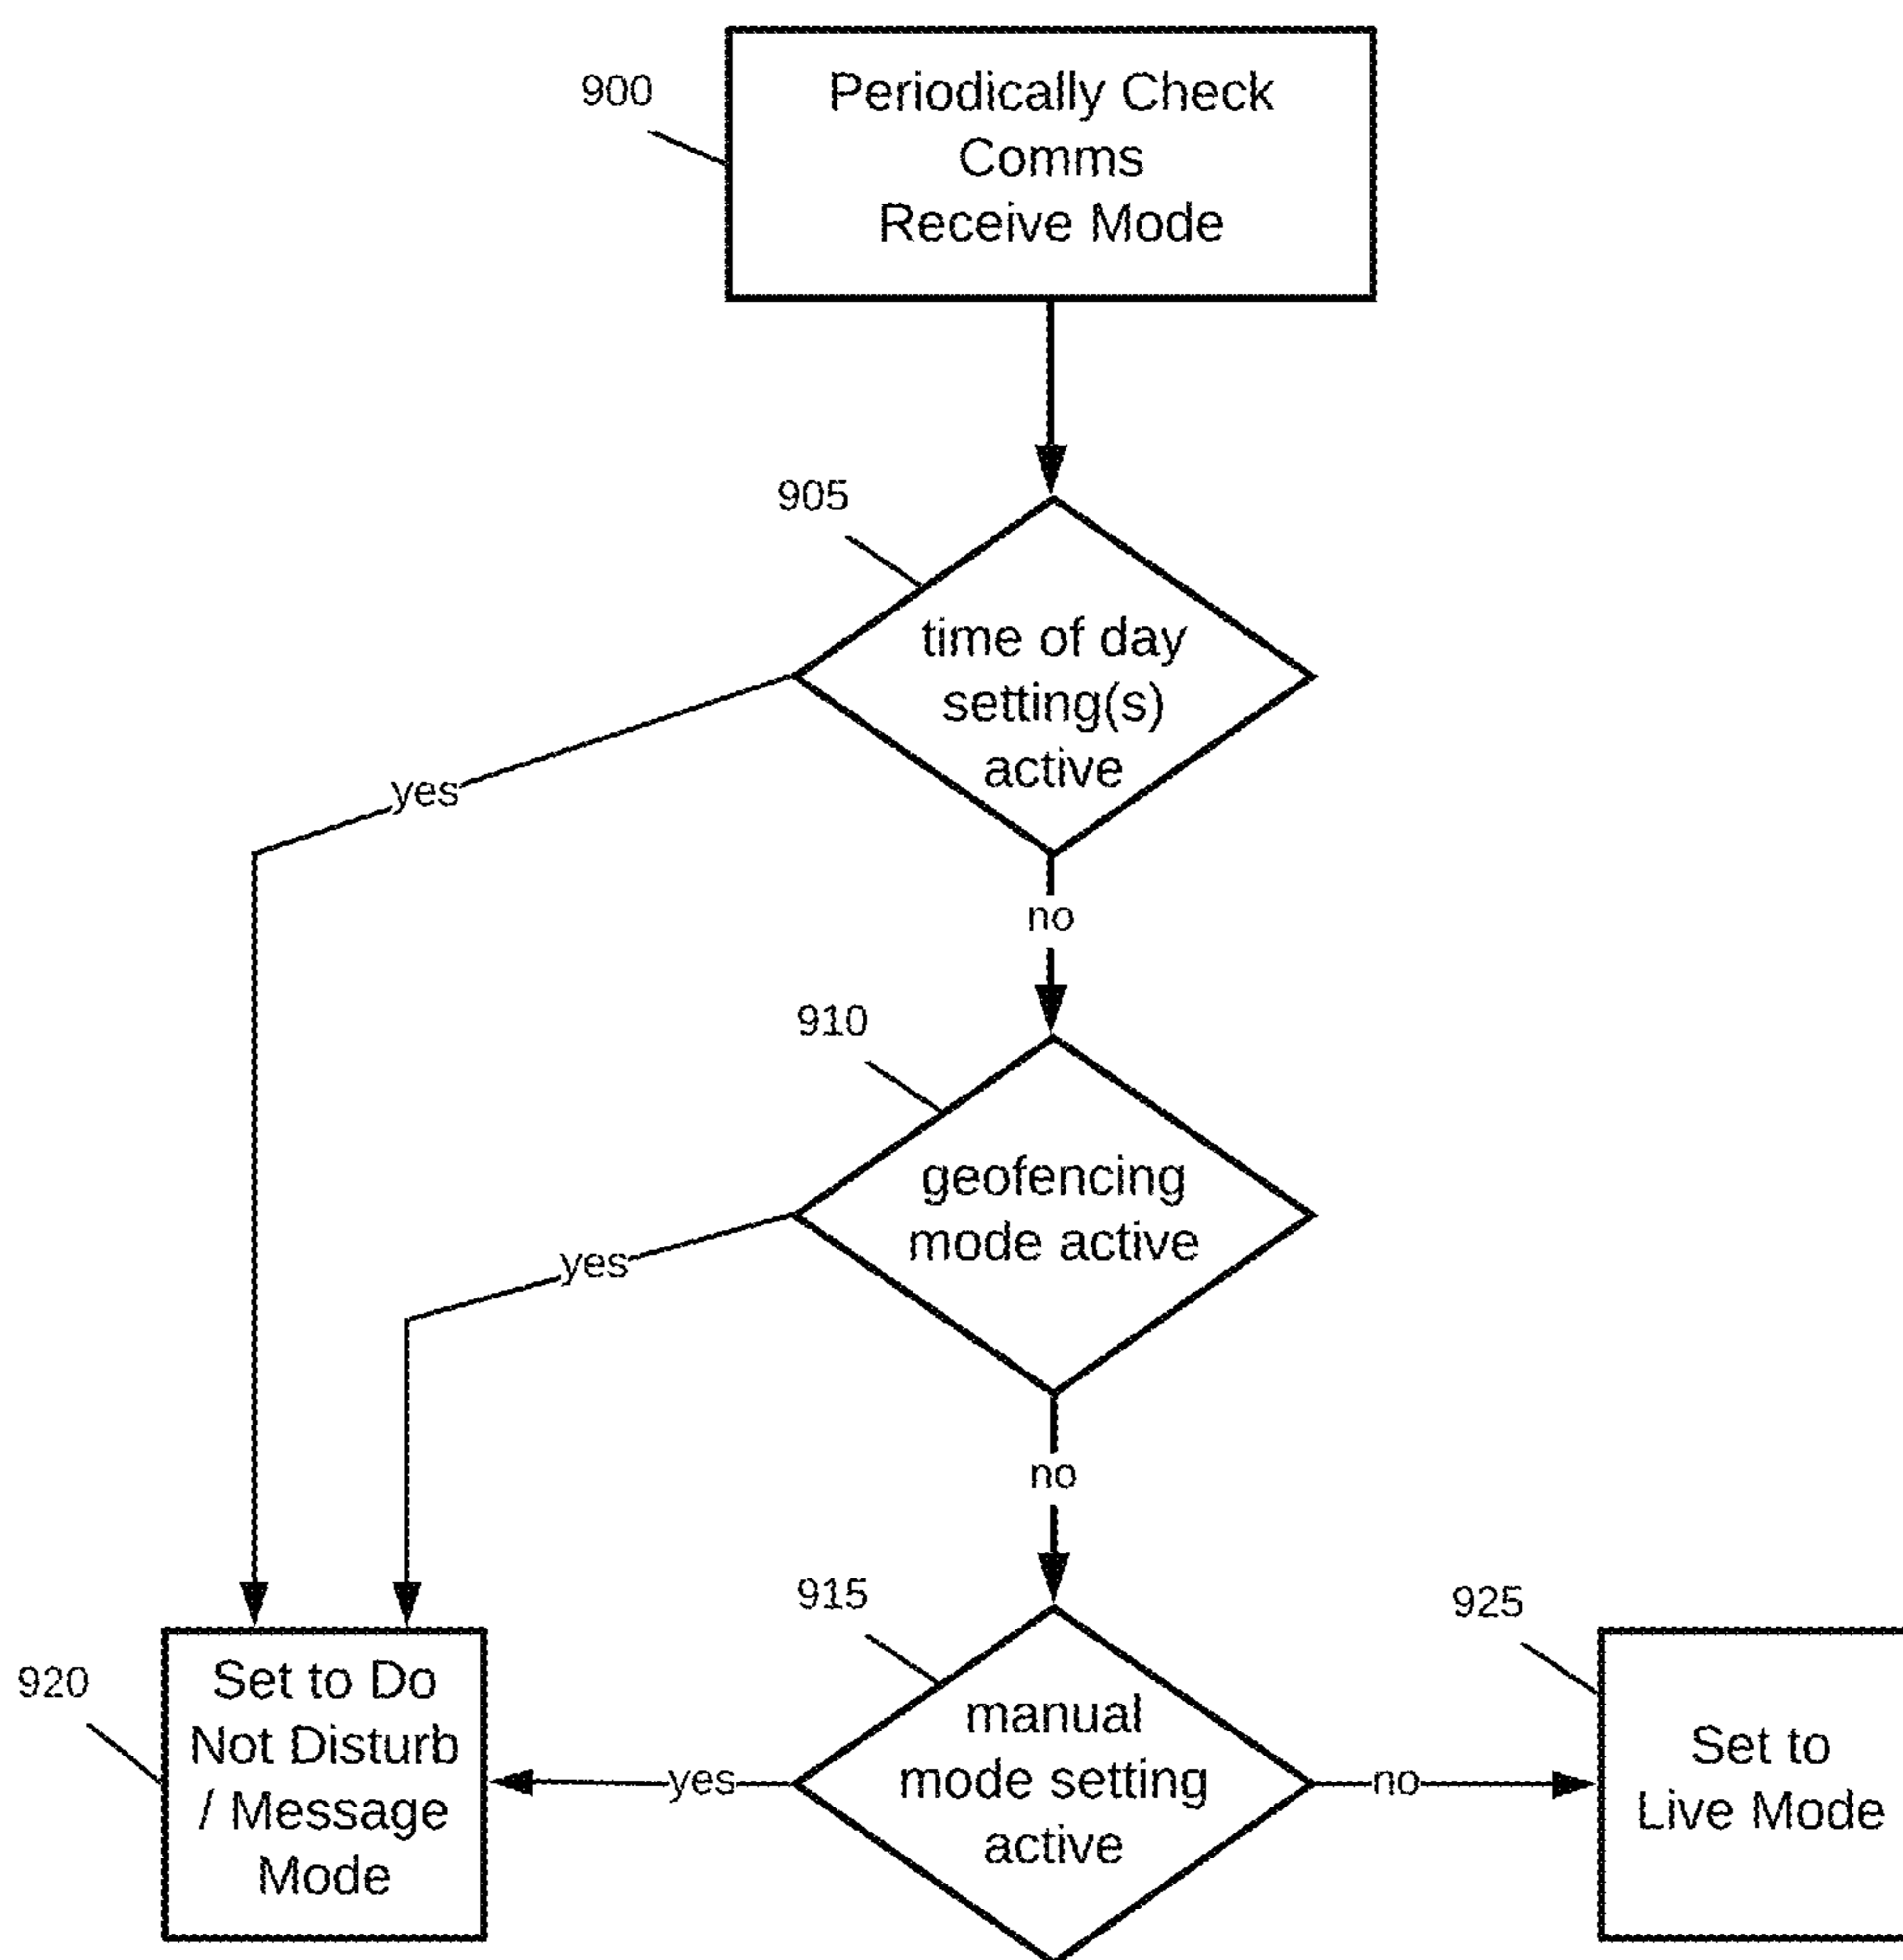 900
Periodically Check
Comms
Receive Mode
905
time of day
setting(s)
active
yes
no
910
geofencing
mode active
yes
no
915
925
920
Set to Do
Not Disturb
/ Message
Mode
yes
manual
mode setting
active
no
Set to
Live Mode